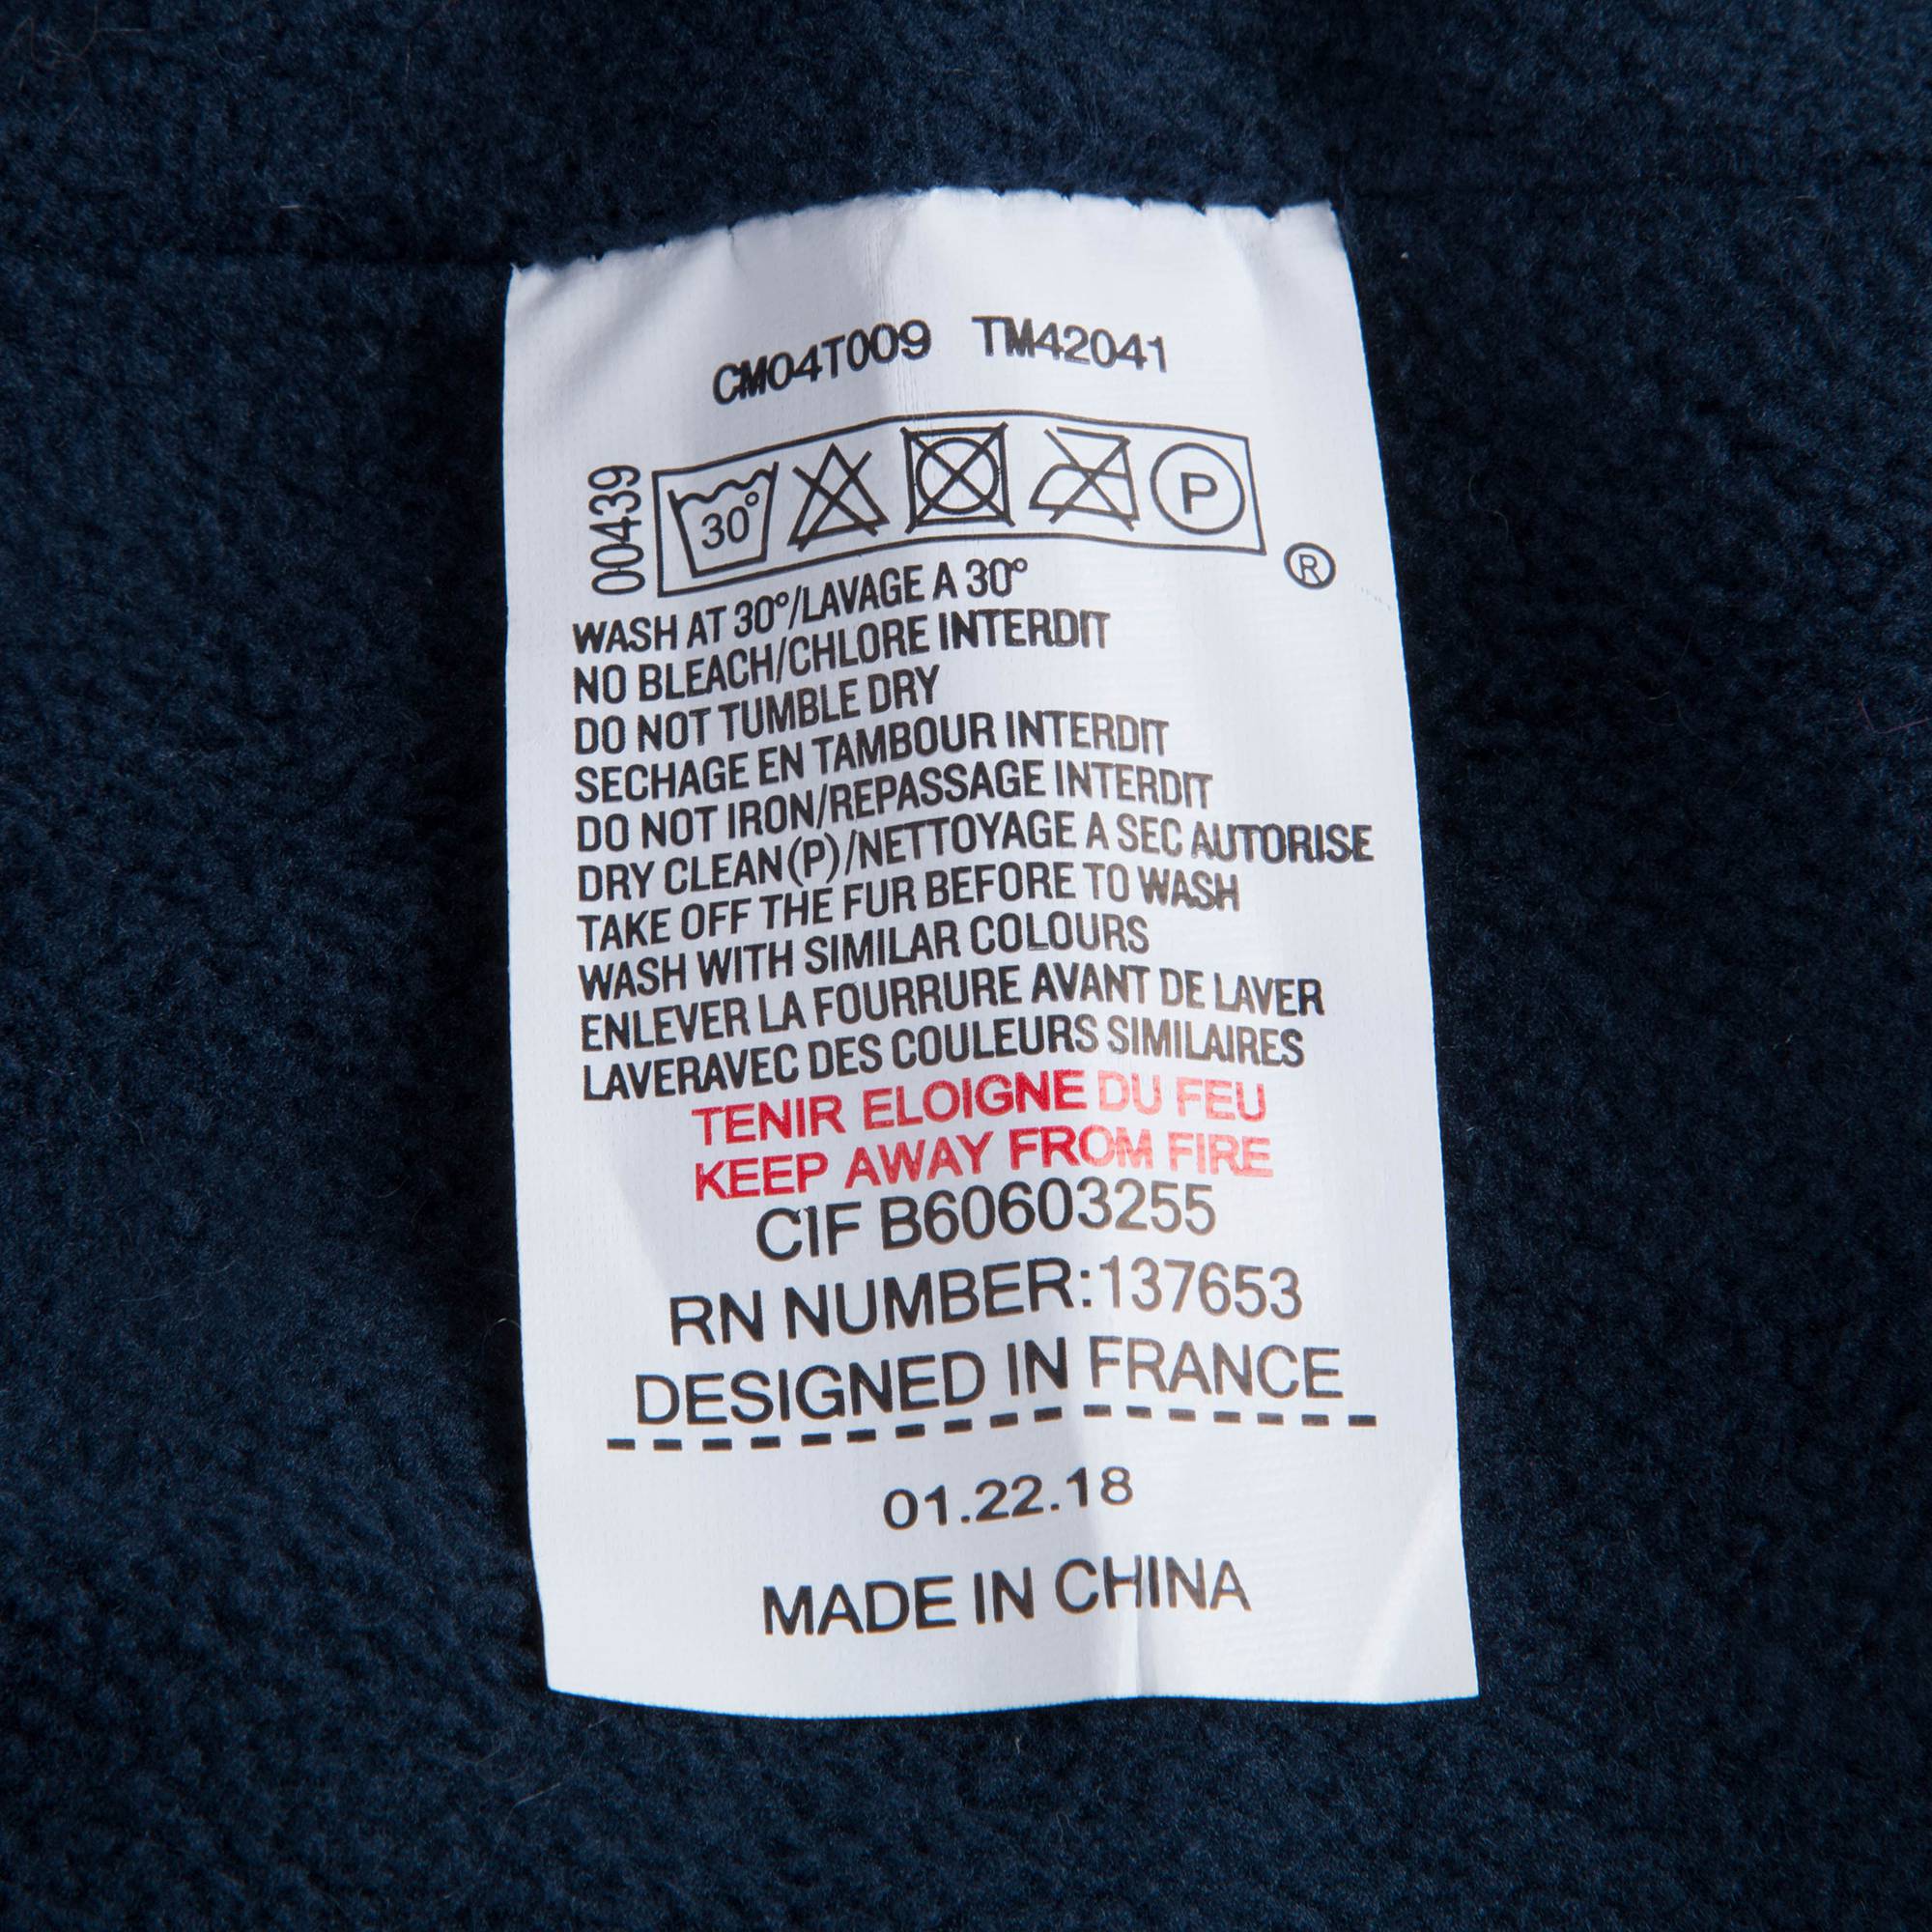 CM04T009 TM42041
00439
30°
P
®
WASH AT 30°/LAVAGE A 30°
NO BLEACH/CHLORE INTERDIT
DO NOT TUMBLE DRY
SECHAGE EN TAMBOUR INTERDIT
DO NOT IRON/REPASSAGE INTERDIT
DRY CLEAN(P)/NETTOYAGE A SEC AUTORISE
TAKE OFF THE FUR BEFORE TO WASH
WASH WITH SIMILAR COLOURS
ENLEVER LA FOURRURE AVANT DE LAVER
LAVERAVEC DES COULEURS SIMILAIRES
TENIR ELOIGNE DU FEU
KEEP AWAY FROM FIRE
CIF B60603255
RN NUMBER:137653
DESIGNED IN FRANCE
01.22.18
MADE IN CHINA